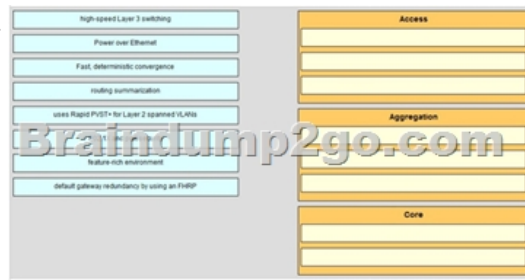 high-speed Layer 3 switching
Power over Ethernet
Fast, deterministic convergence
routing summarization
uses Rapid PVST+ for Layer 2 spanned VLANs
feature-rich environment
default gateway redundancy by using an FHRP
Access
Aggregation
Core
Braindump2go.com